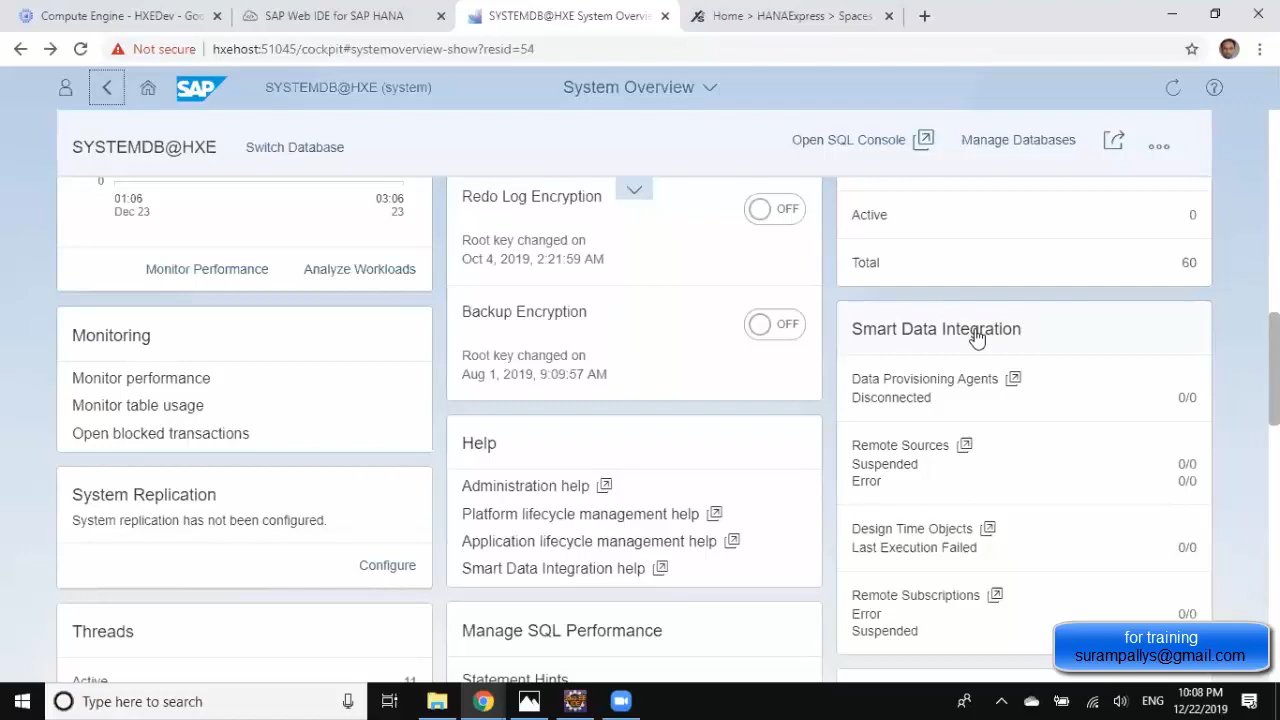 Compute Engine - HXEDev - Goo
SAP Web IDE for SAP HANA
SYSTEMDB@HXE System Overvi
Home > HANAExpress > Spaces
Not secure
hxehost:51045/cockpit#systemoverview-show?resid=54
SAP
SYSTEMDB@HXE (system)
System Overview
SYSTEMDB@HXE
Switch Database
Open SQL Console
Manage Databases
0
01:06
Dec 23
03:06
23
Monitor Performance
Analyze Workloads
Monitoring
Monitor performance
Monitor table usage
Open blocked transactions
System Replication
System replication has not been configured.
Configure
Threads
Active
11
Redo Log Encryption
OFF
Root key changed on
Oct 4, 2019, 2:21:59 AM
Backup Encryption
OFF
Root key changed on
Aug 1, 2019, 9:09:57 AM
Help
Administration help
Platform lifecycle management help
Application lifecycle management help
Smart Data Integration help
Manage SQL Performance
Statement Hints
Active 0
Total 60
Smart Data Integration
Data Provisioning Agents
Disconnected 0/0
Remote Sources
Suspended 0/0
Error 0/0
Design Time Objects
Last Execution Failed 0/0
Remote Subscriptions
Error 0/0
Suspended
for training
surampallys@gmail.com
Type here to search
ENG
10:08 PM
12/22/2019